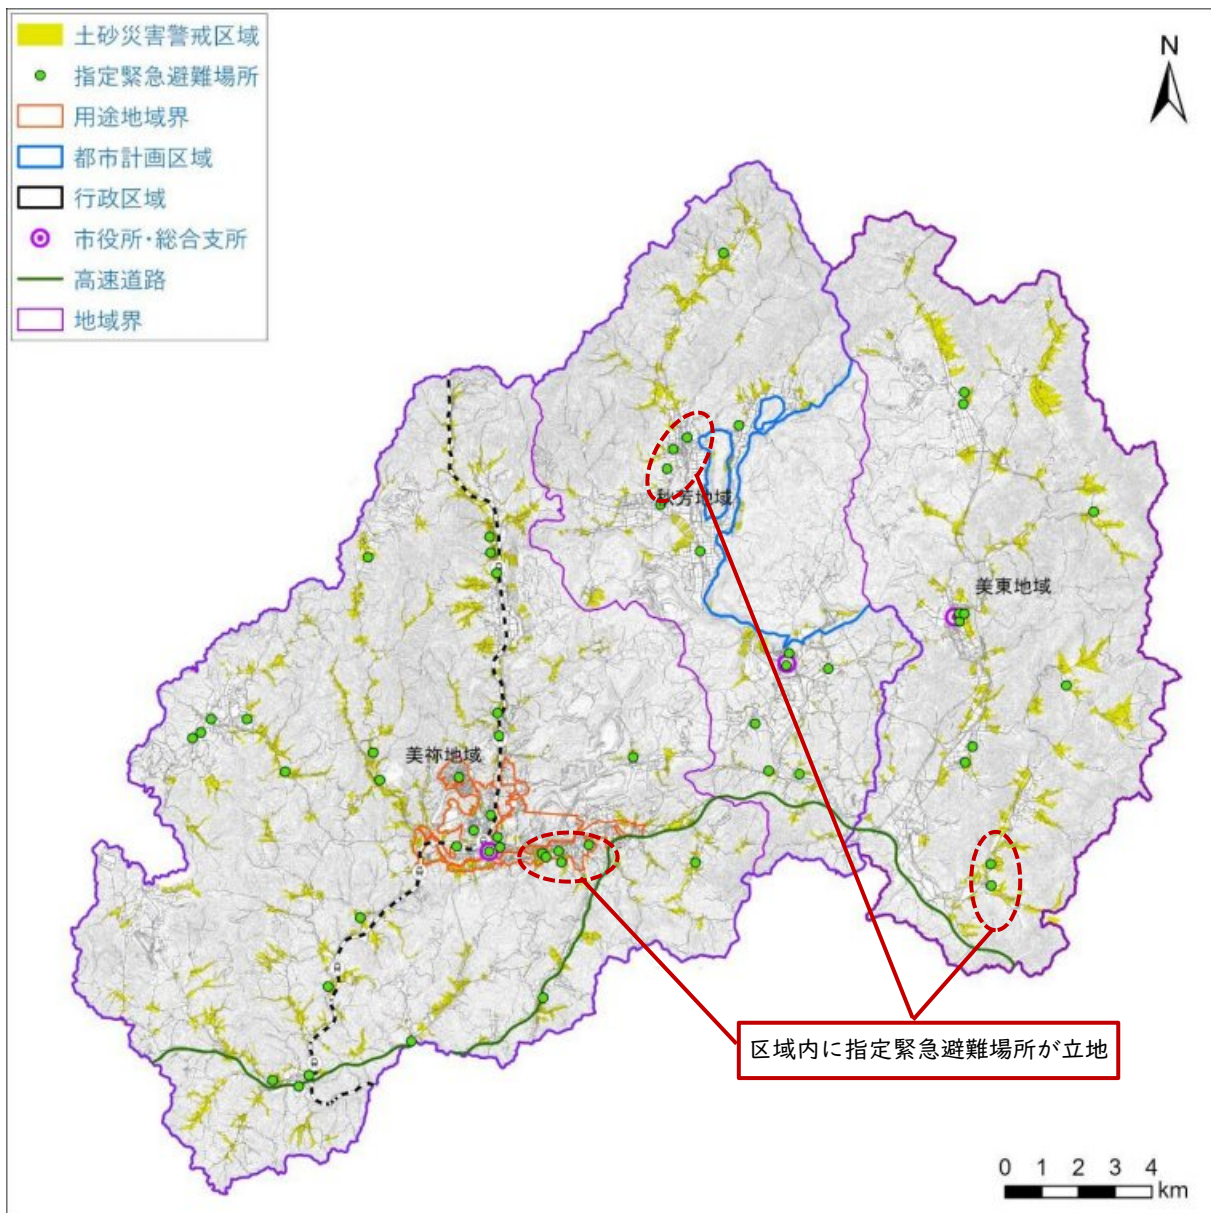 土砂災害警戒区域
指定緊急避難場所
用途地域界
都市計画区域
行政区域
市役所・総合支所
高速道路
地域界
N
秋芳地域
美東地域
美祢地域
区域内に指定緊急避難場所が立地
0 1 2 3 4
km